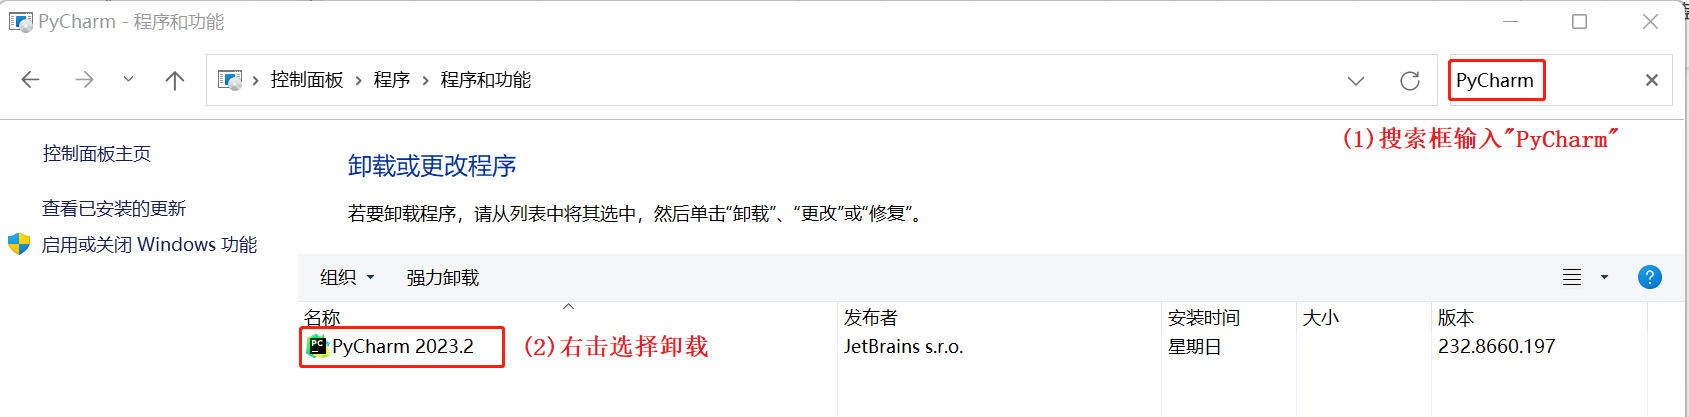 PyCharm - 程序和功能
控制面板 程序 程序和功能
PyCharm
(1)搜索框输入"PyCharm"
控制面板主页
卸载或更改程序
查看已安装的更新
若要卸载程序，请从列表中将其选中，然后单击“卸载”、“更改”或“修复”。
启用或关闭 Windows 功能
组织 强力卸载
名称 发布者 安装时间 大小 版本
PyCharm 2023.2 (2)右击选择卸载 JetBrains s.r.o. 星期日 232.8660.197